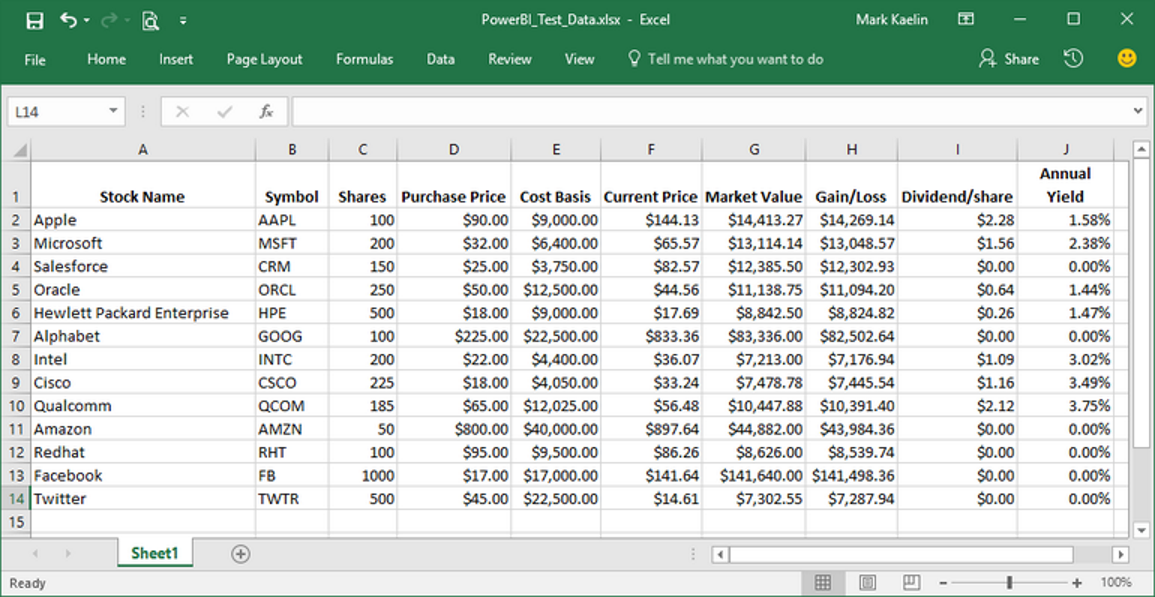 PowerBI_Test_Data.xlsx - Excel Mark Kaelin
File Home Insert Page Layout Formulas Data Review View Tell me what you want to do Share
L14 fx
A B C D E F G H I J
1 Stock Name Symbol Shares Purchase Price Cost Basis Current Price Market Value Gain/Loss Dividend/share Annual Yield
2 Apple AAPL 100 $90.00 $9,000.00 $144.13 $14,413.27 $14,269.14 $2.28 1.58%
3 Microsoft MSFT 200 $32.00 $6,400.00 $65.57 $13,114.14 $13,048.57 $1.56 2.38%
4 Salesforce CRM 150 $25.00 $3,750.00 $82.57 $12,385.50 $12,302.93 $0.00 0.00%
5 Oracle ORCL 250 $50.00 $12,500.00 $44.56 $11,138.75 $11,094.20 $0.64 1.44%
6 Hewlett Packard Enterprise HPE 500 $18.00 $9,000.00 $17.69 $8,842.50 $8,824.82 $0.26 1.47%
7 Alphabet GOOG 100 $225.00 $22,500.00 $833.36 $83,336.00 $82,502.64 $0.00 0.00%
8 Intel INTC 200 $22.00 $4,400.00 $36.07 $7,213.00 $7,176.94 $1.09 3.02%
9 Cisco CSCO 225 $18.00 $4,050.00 $33.24 $7,478.78 $7,445.54 $1.16 3.49%
10 Qualcomm QCOM 185 $65.00 $12,025.00 $56.48 $10,447.88 $10,391.40 $2.12 3.75%
11 Amazon AMZN 50 $800.00 $40,000.00 $897.64 $44,882.00 $43,984.36 $0.00 0.00%
12 Redhat RHT 100 $95.00 $9,500.00 $86.26 $8,626.00 $8,539.74 $0.00 0.00%
13 Facebook FB 1000 $17.00 $17,000.00 $141.64 $141,640.00 $141,498.36 $0.00 0.00%
14 Twitter TWTR 500 $45.00 $22,500.00 $14.61 $7,302.55 $7,287.94 $0.00 0.00%
15
Sheet1
Ready 100%